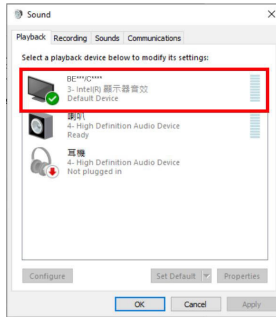 Sound
Playback Recording Sounds Communications
Select a playback device below to modify its settings:
BE***/C****
3- Intel(R) 顯示器音效
Default Device
喇叭
4- High Definition Audio Device
Ready
耳機
4- High Definition Audio Device
Not plugged in
Configure Set Default Properties
OK Cancel Apply